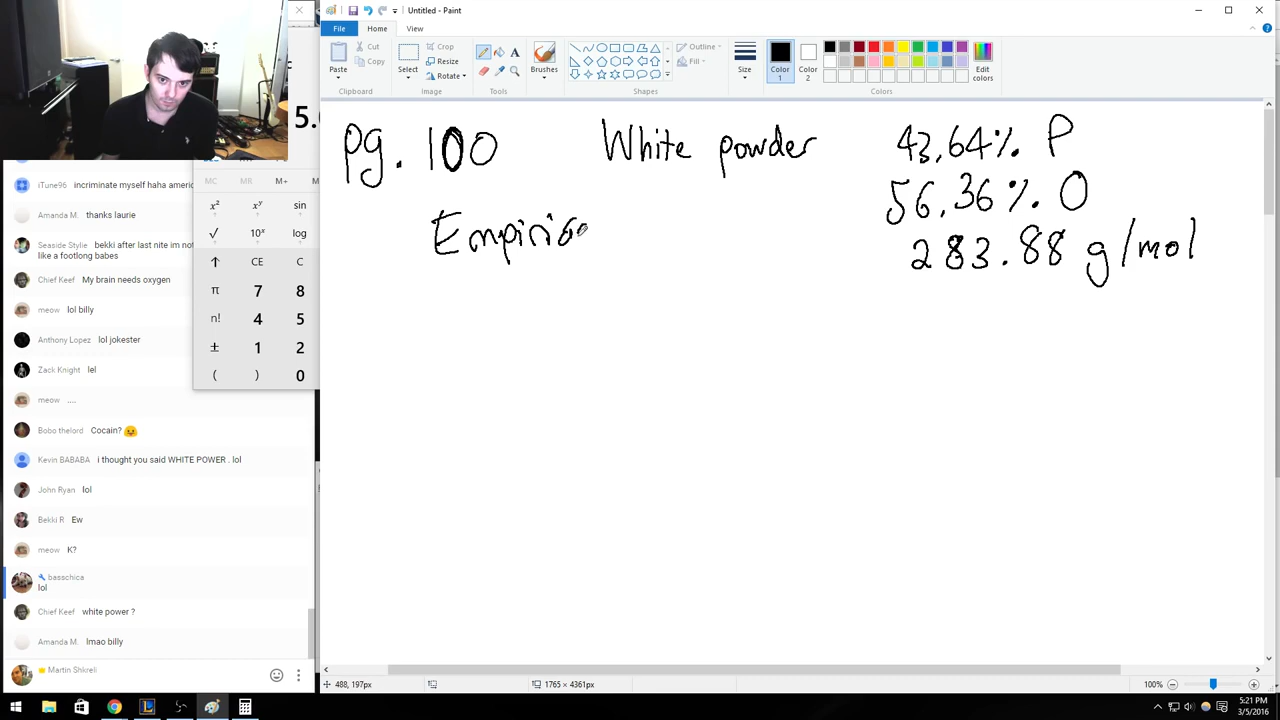 Untitled - Paint
File Home View
Paste Cut Copy Select Crop Resize Rotate A Brushes Outline Fill Size Color 1 Color 2 Edit colors
Clipboard Image Tools Shapes Colors
5.
pg. 100 White powder 43.64% P
56.36% O
Empirica
283.88 g/mol
MC MR M+ M
x² xʸ sin
√ 10ˣ log
↑ CE C
π 7 8
n! 4 5
± 1 2
( ) 0
iTune96 incriminate myself haha americ
Amanda M. thanks laurie
Seaside Stylie bekki after last nite im not
like a footlong babes
Chief Keef My brain needs oxygen
meow lol billy
Anthony Lopez lol jokester
Zack Knight lel
meow ....
Bobo thelord Cocain?
Kevin BABABA i thought you said WHITE POWER . lol
John Ryan lol
Bekki R Ew
meow K?
basschica
lol
Chief Keef white power ?
Amanda M. lmao billy
Martin Shkreli
488, 197px 1765 × 4361px 100%
5:21 PM
3/5/2016